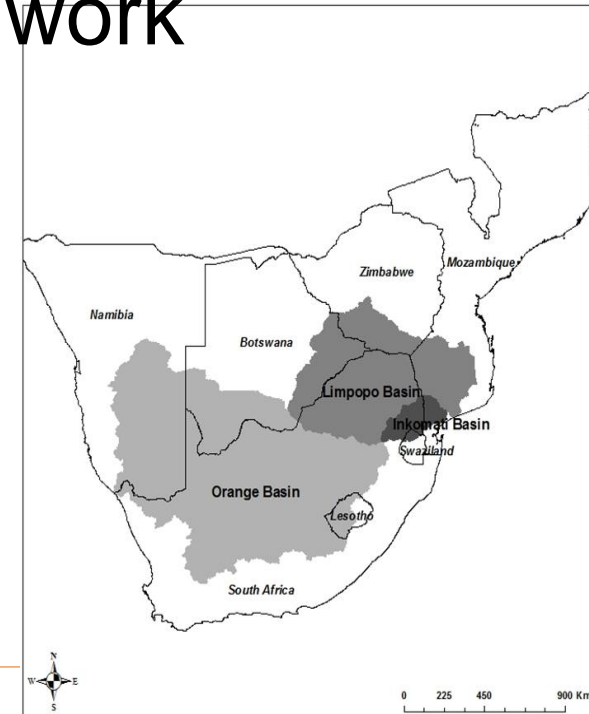 work
Zimbabwe
Mozambique
Namibia
Botswana
Limpopo Basin
Inkomati Basin
Swaziland
Orange Basin
Lesotho
South Africa
N
W E
S
0 225 450 900 Km